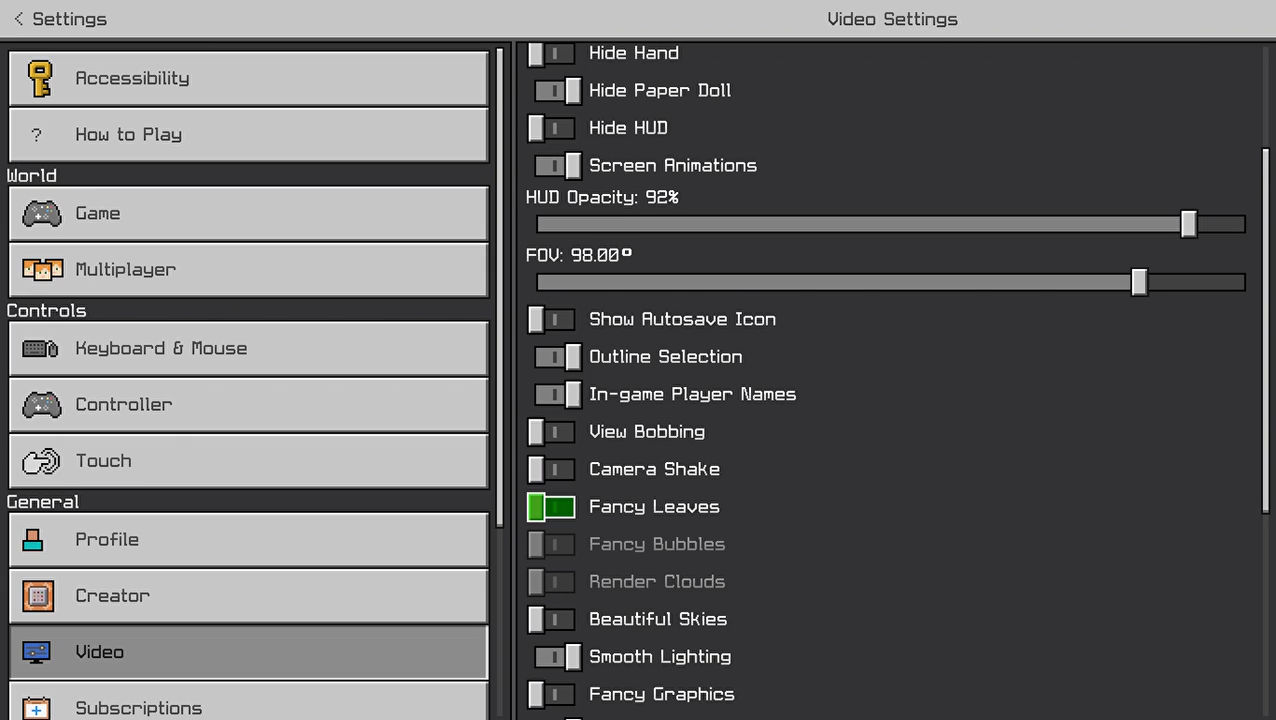 Settings
Video Settings
Accessibility
? How to Play
World
Game
Multiplayer
Controls
Keyboard & Mouse
Controller
Touch
General
Profile
Creator
Video
Subscriptions
Hide Hand
Hide Paper Doll
Hide HUD
Screen Animations
HUD Opacity: 92%
FOV: 98.00°
Show Autosave Icon
Outline Selection
In-game Player Names
View Bobbing
Camera Shake
Fancy Leaves
Fancy Bubbles
Render Clouds
Beautiful Skies
Smooth Lighting
Fancy Graphics